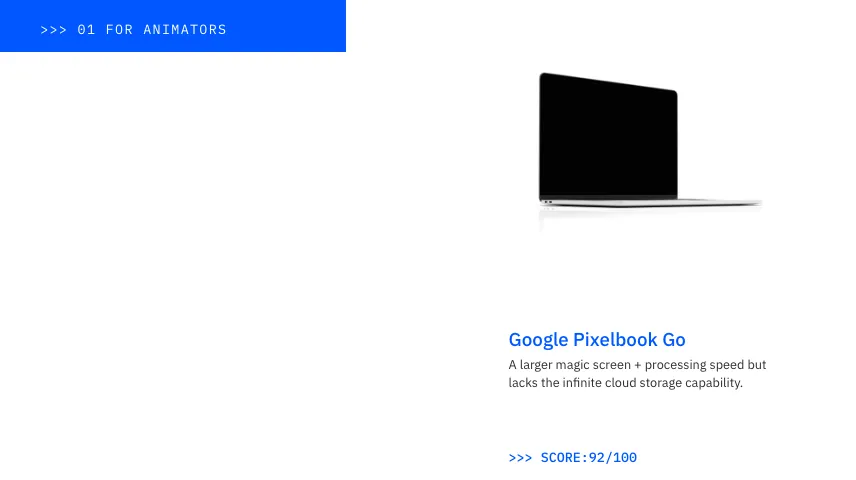 >>> 01 FOR ANIMATORS
Google Pixelbook Go
A larger magic screen + processing speed but
lacks the infinite cloud storage capability.
>>> SCORE:92/100